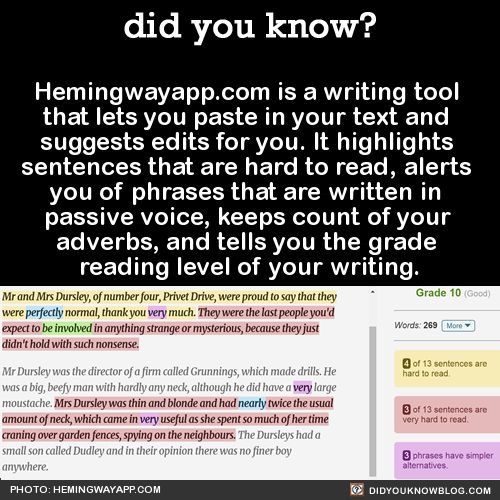 did you know?
Hemingwayapp.com is a writing tool
that lets you paste in your text and
suggests edits for you. It highlights
sentences that are hard to read, alerts
you of phrases that are written in
passive voice, keeps count of your
adverbs, and tells you the grade
reading level of your writing.
Mr and Mrs Dursley, of number four, Privet Drive, were proud to say that they
were perfectly normal, thank you very much. They were the last people you'd
expect to be involved in anything strange or mysterious, because they just
didn't hold with such nonsense.
Mr Dursley was the director of a firm called Grunnings, which made drills. He
was a big, beefy man with hardly any neck, although he did have a very large
moustache. Mrs Dursley was thin and blonde and had nearly twice the usual
amount of neck, which came in very useful as she spent so much of her time
craning over garden fences, spying on the neighbours. The Dursleys had a
small son called Dudley and in their opinion there was no finer boy
anywhere.
Grade 10 (Good)
Words: 269 More
4 of 13 sentences are
hard to read.
3 of 13 sentences are
very hard to read.
3 phrases have simpler
alternatives.
PHOTO: HEMINGWAYAPP.COM
DIDYOUKNOWBLOG.COM